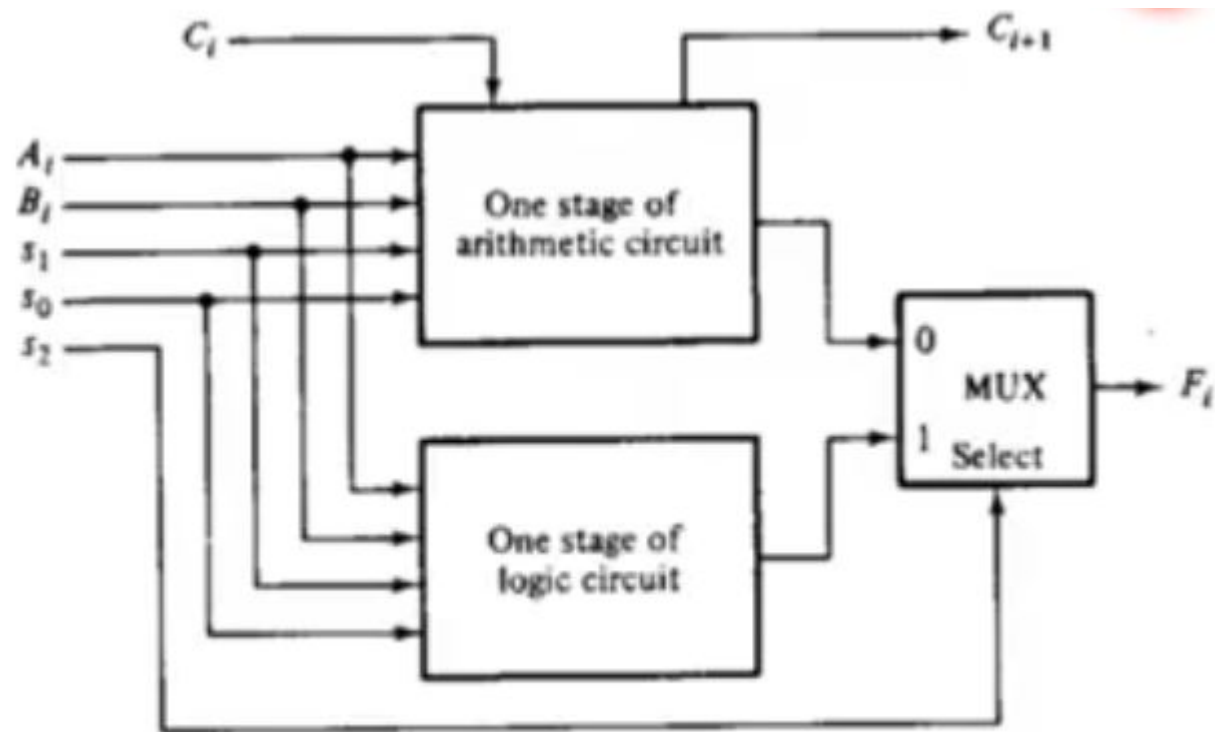 C_i
C_{i+1}
A_i
B_i
s_1
s_0
s_2
One stage of
arithmetic circuit
0
MUX
1
Select
F_i
One stage of
logic circuit